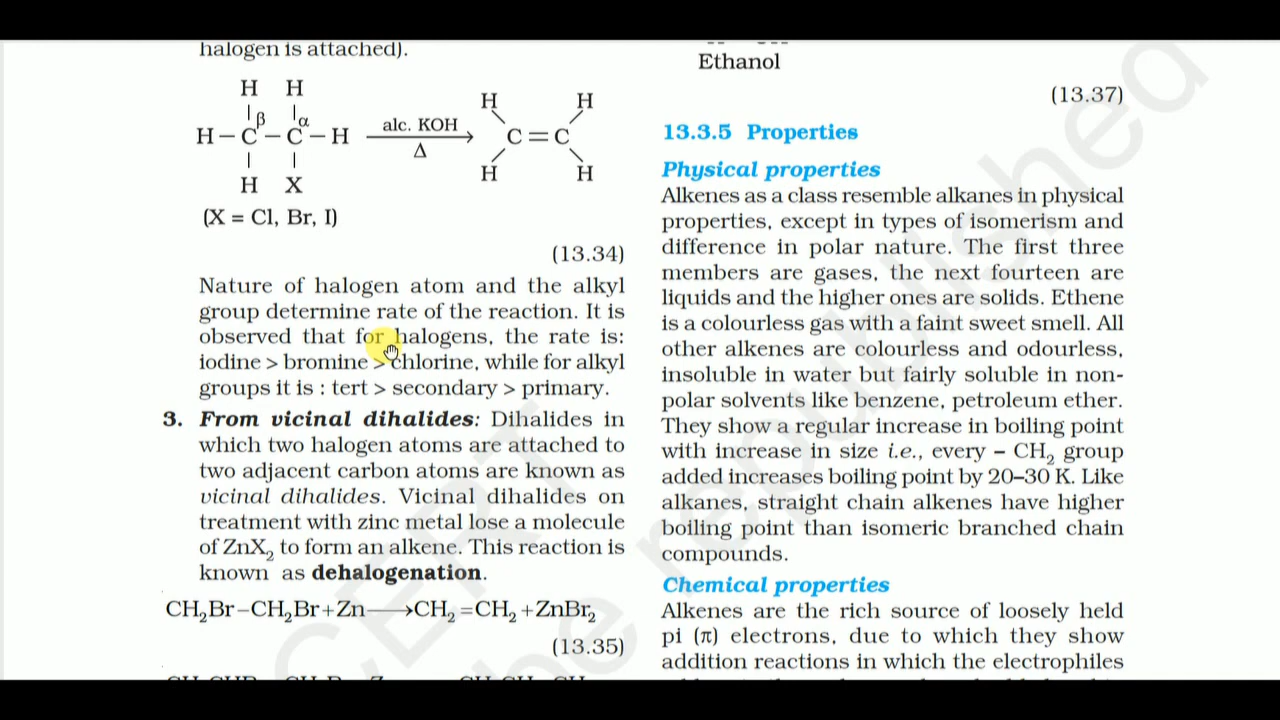 halogen is attached).
H H
β α
H – C – C – H alc. KOH Δ C = C
H X
H H
H H
(X = Cl, Br, I)
(13.34)
Nature of halogen atom and the alkyl
group determine rate of the reaction. It is
observed that for halogens, the rate is:
iodine > bromine > chlorine, while for alkyl
groups it is : tert > secondary > primary.
3. From vicinal dihalides: Dihalides in
which two halogen atoms are attached to
two adjacent carbon atoms are known as
vicinal dihalides. Vicinal dihalides on
treatment with zinc metal lose a molecule
of ZnX₂ to form an alkene. This reaction is
known as dehalogenation.
CH₂Br–CH₂Br+Zn⟶CH₂=CH₂+ZnBr₂
(13.35)
Ethanol
(13.37)
13.3.5 Properties
Physical properties
Alkenes as a class resemble alkanes in physical
properties, except in types of isomerism and
difference in polar nature. The first three
members are gases, the next fourteen are
liquids and the higher ones are solids. Ethene
is a colourless gas with a faint sweet smell. All
other alkenes are colourless and odourless,
insoluble in water but fairly soluble in non-
polar solvents like benzene, petroleum ether.
They show a regular increase in boiling point
with increase in size i.e., every – CH₂ group
added increases boiling point by 20–30 K. Like
alkanes, straight chain alkenes have higher
boiling point than isomeric branched chain
compounds.
Chemical properties
Alkenes are the rich source of loosely held
pi (π) electrons, due to which they show
addition reactions in which the electrophiles